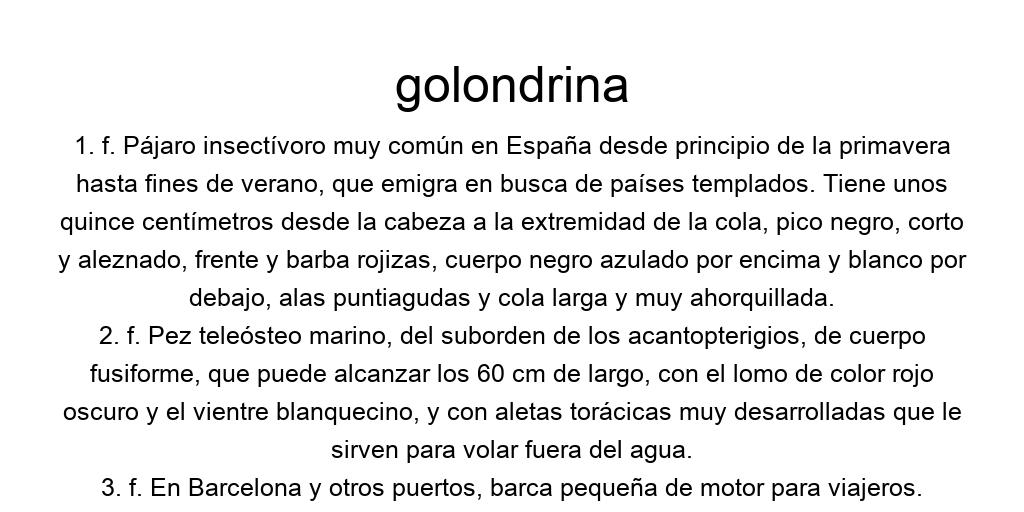 golondrina
1. f. Pájaro insectívoro muy común en España desde principio de la primavera
hasta fines de verano, que emigra en busca de países templados. Tiene unos
quince centímetros desde la cabeza a la extremidad de la cola, pico negro, corto
y aleznado, frente y barba rojizas, cuerpo negro azulado por encima y blanco por
debajo, alas puntiagudas y cola larga y muy ahorquillada.
2. f. Pez teleósteo marino, del suborden de los acantopterigios, de cuerpo
fusiforme, que puede alcanzar los 60 cm de largo, con el lomo de color rojo
oscuro y el vientre blanquecino, y con aletas torácicas muy desarrolladas que le
sirven para volar fuera del agua.
3. f. En Barcelona y otros puertos, barca pequeña de motor para viajeros.